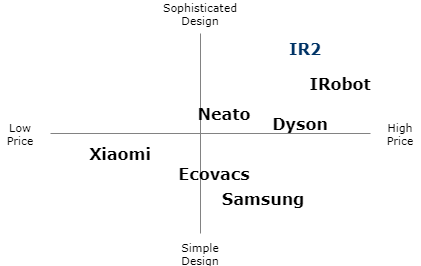 Sophisticated
Design
IR2
IRobot
Neato
Dyson
Low
Price
High
Price
Xiaomi
Ecovacs
Samsung
Simple
Design